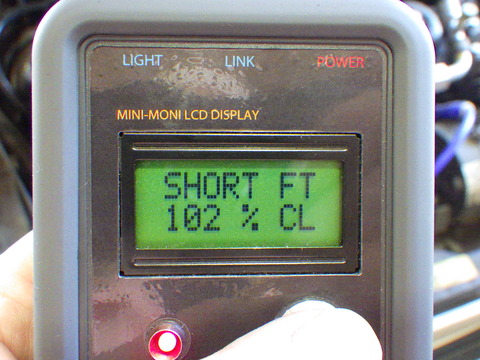 LIGHT LINK POWER
MINI-MONI LCD DISPLAY
SHORT FT
102 % CL